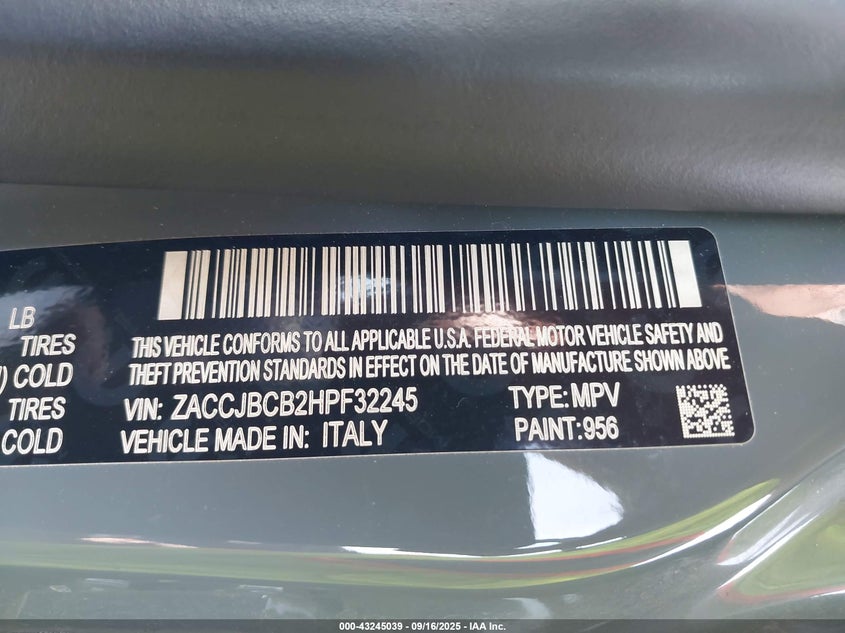 LB
TIRES
) COLD
TIRES
COLD
THIS VEHICLE CONFORMS TO ALL APPLICABLE U.S.A. FEDERAL MOTOR VEHICLE SAFETY AND
THEFT PREVENTION STANDARDS IN EFFECT ON THE DATE OF MANUFACTURE SHOWN ABOVE
VIN: ZACCJBCB2HPF32245 TYPE: MPV
VEHICLE MADE IN: ITALY PAINT: 956
000-43245039 - 09/16/2025 - IAA Inc.